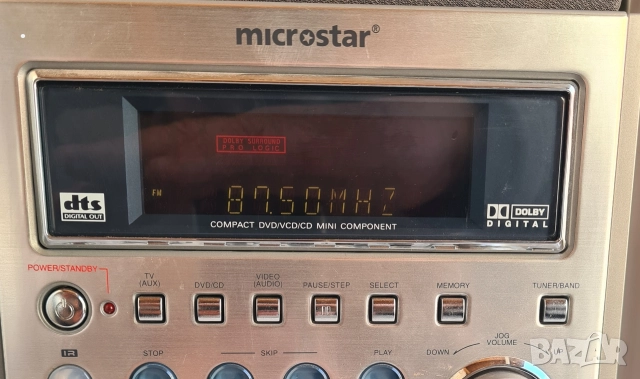 microstar®
DOLBY SURROUND
PRO LOGIC
FM
87.50MHZ
dts
DIGITAL OUT
DOLBY
DIGITAL
COMPACT DVD/VCD/CD MINI COMPONENT
POWER/STANDBY
TV
(AUX)
DVD/CD
VIDEO
(AUDIO)
PAUSE/STEP
SELECT
MEMORY
TUNER/BAND
IR
STOP
SKIP
PLAY
DOWN
JOG
VOLUME
BAZAR